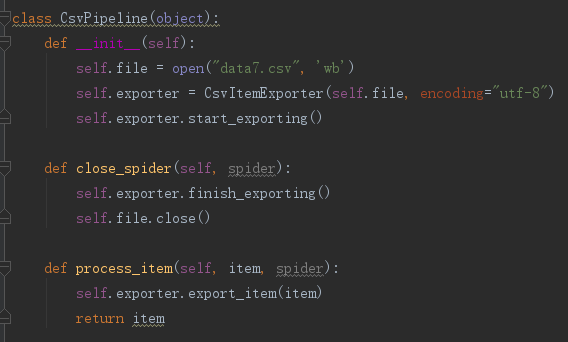 class CsvPipeline(object):
    def __init__(self):
        self.file = open("data7.csv", 'wb')
        self.exporter = CsvItemExporter(self.file, encoding="utf-8")
        self.exporter.start_exporting()
    def close_spider(self, spider):
        self.exporter.finish_exporting()
        self.file.close()
    def process_item(self, item, spider):
        self.exporter.export_item(item)
        return item